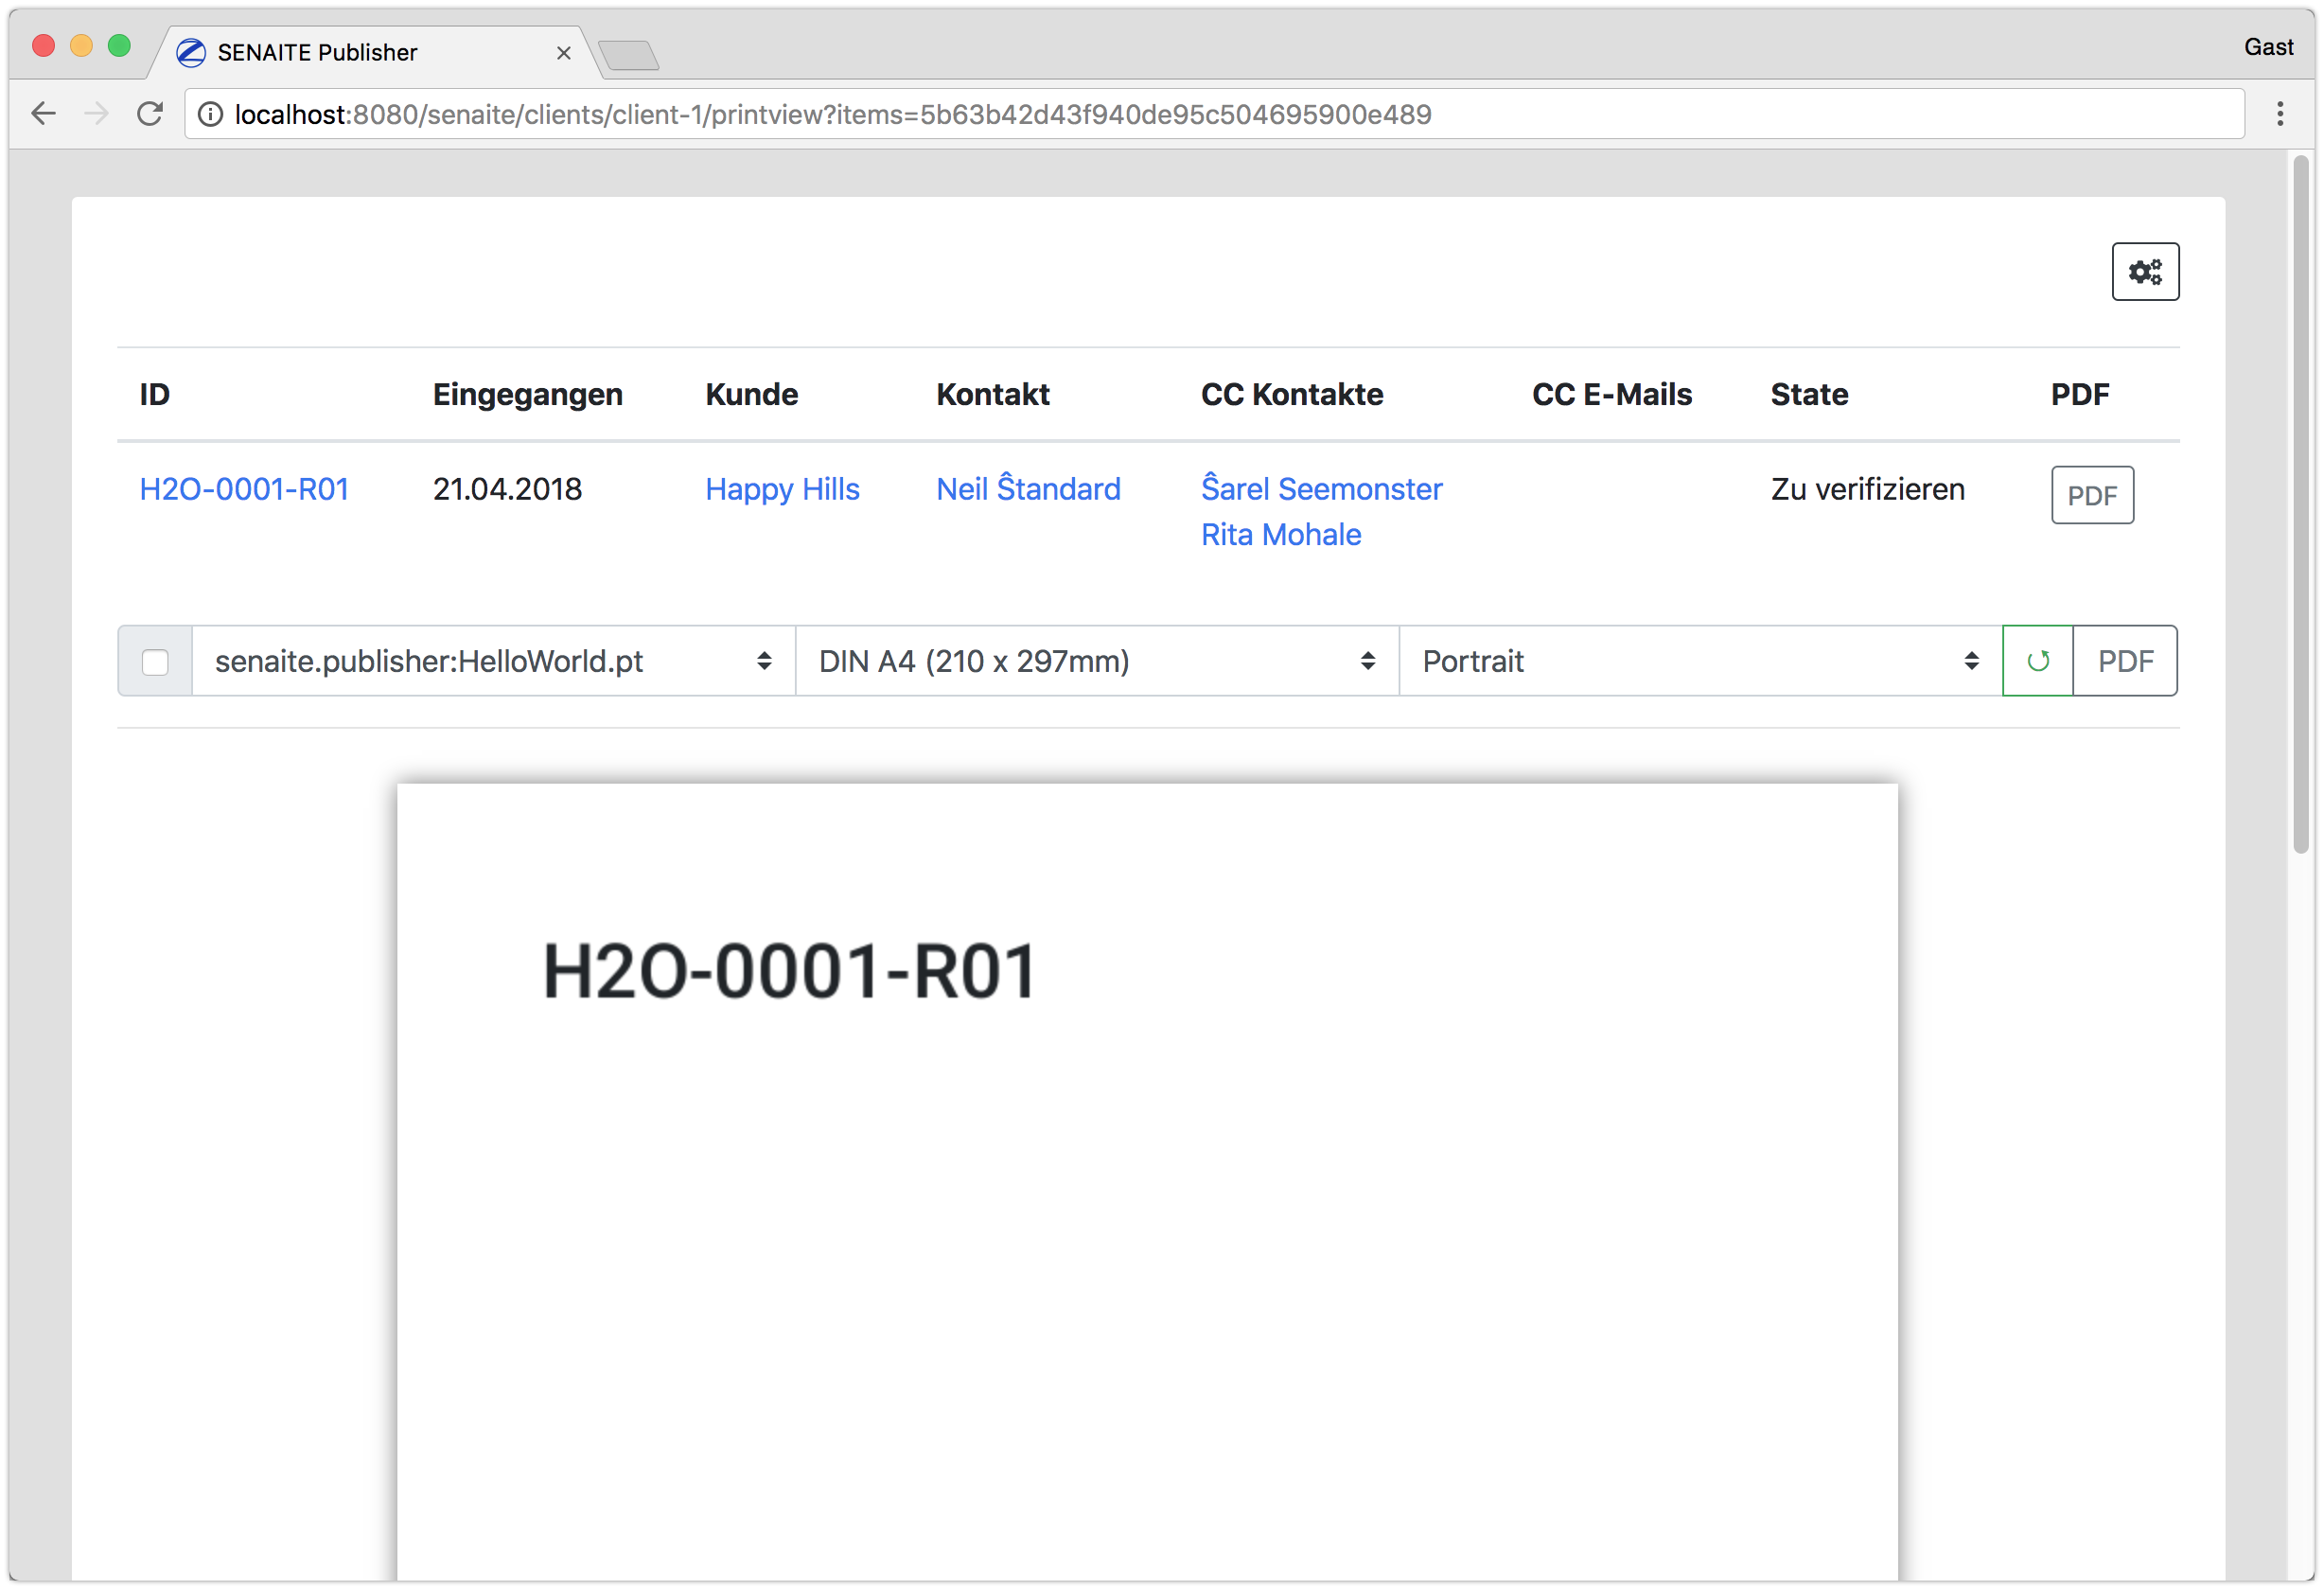 SENAITE Publisher
Gast
localhost:8080/senaite/clients/client-1/printview?items=5b63b42d43f940de95c504695900e489
ID Eingegangen Kunde Kontakt CC Kontakte CC E-Mails State PDF
H2O-0001-R01 21.04.2018 Happy Hills Neil Ŝtandard Ŝarel Seemonster Zu verifizieren PDF
Rita Mohale
senaite.publisher:HelloWorld.pt DIN A4 (210 x 297mm) Portrait PDF
H2O-0001-R01